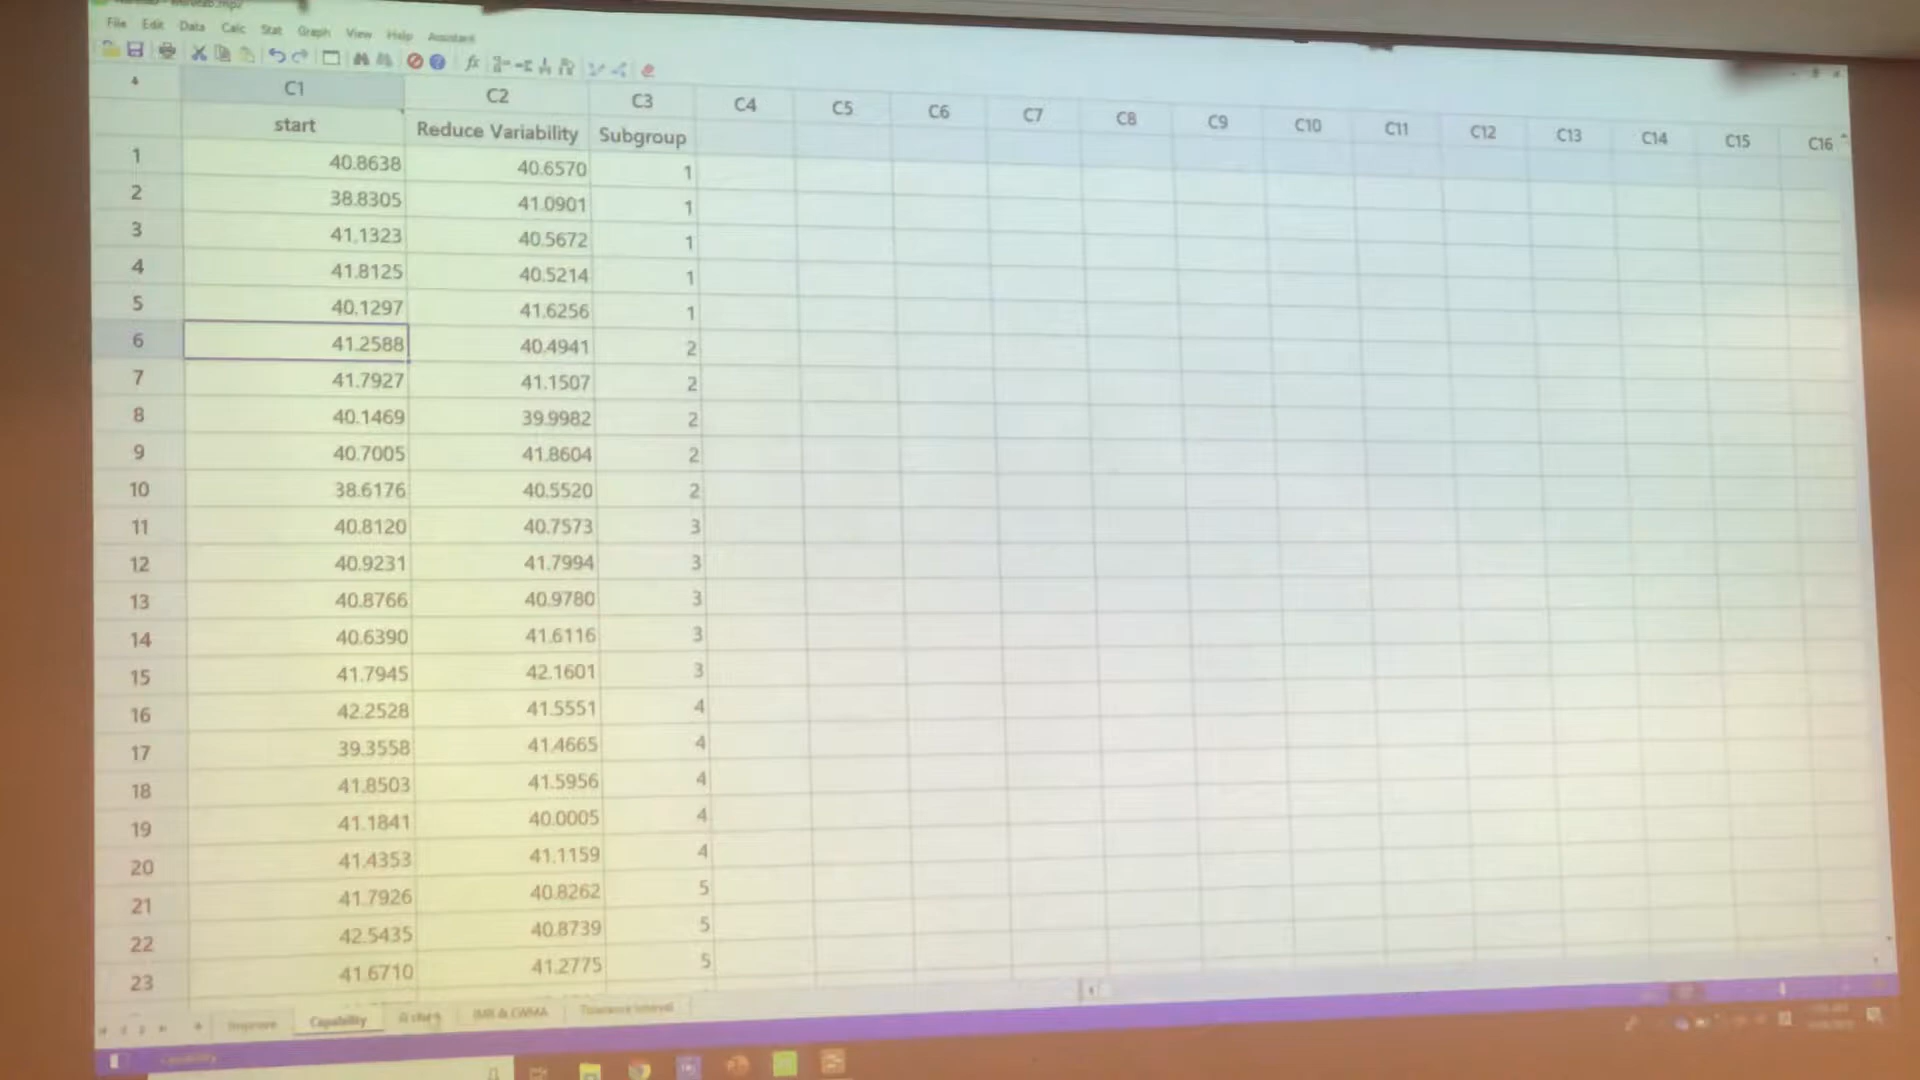 File Edit Data Calc Stat Graph View Help Assistant
C1 C2 C3 C4 C5 C6 C7 C8 C9 C10 C11 C12 C13 C14 C15 C16
start Reduce Variability Subgroup
1 40.8638 40.6570 1
2 38.8305 41.0901 1
3 41.1323 40.5672 1
4 41.8125 40.5214 1
5 40.1297 41.6256 1
6 41.2588 40.4941 2
7 41.7927 41.1507 2
8 40.1469 39.9982 2
9 40.7005 41.8604 2
10 38.6176 40.5520 2
11 40.8120 40.7573 3
12 40.9231 41.7994 3
13 40.8766 40.9780 3
14 40.6390 41.6116 3
15 41.7945 42.1601 3
16 42.2528 41.5551 4
17 39.3558 41.4665 4
18 41.8503 41.5956 4
19 41.1841 40.0005 4
20 41.4353 41.1159 4
21 41.7926 40.8262 5
22 42.5435 40.8739 5
23 41.6710 41.2775 5
Improve Capability Tolerance Interval
Capability